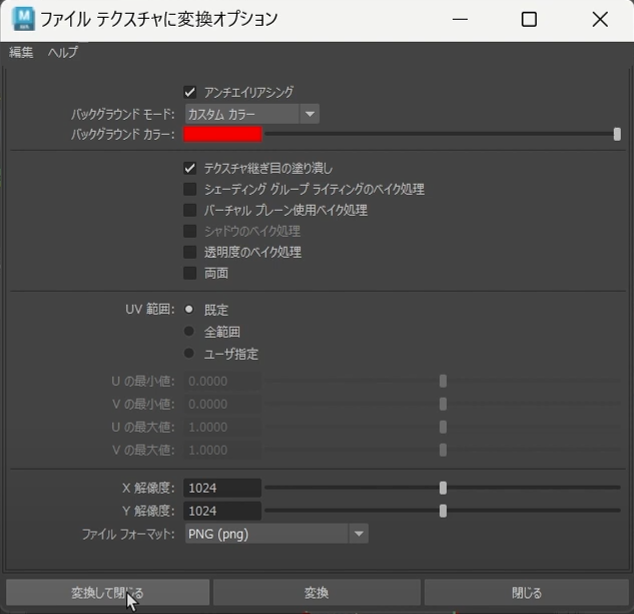 ファイル テクスチャに変換オプション
編集 ヘルプ
アンチエイリアシング
バックグラウンド モード: カスタム カラー
バックグラウンド カラー:
テクスチャ継ぎ目の塗り潰し
シェーディング グループ ライティングのベイク処理
バーチャル プレーン使用ベイク処理
シャドウのベイク処理
透明度のベイク処理
両面
UV 範囲: 既定
全範囲
ユーザ指定
U の最小値: 0.0000
V の最小値: 0.0000
U の最大値: 1.0000
V の最大値: 1.0000
X 解像度: 1024
Y 解像度: 1024
ファイル フォーマット: PNG (png)
変換して閉じる 変換 閉じる